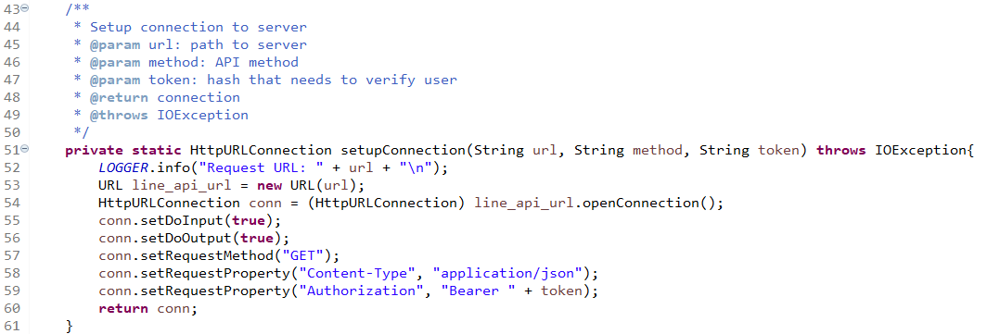 43 /**
44 * Setup connection to server
45 * @param url: path to server
46 * @param method: API method
47 * @param token: hash that needs to verify user
48 * @return connection
49 * @throws IOException
50 */
51 private static HttpURLConnection setupConnection(String url, String method, String token) throws IOException{
52 LOGGER.info("Request URL: " + url + "\n");
53 URL line_api_url = new URL(url);
54 HttpURLConnection conn = (HttpURLConnection) line_api_url.openConnection();
55 conn.setDoInput(true);
56 conn.setDoOutput(true);
57 conn.setRequestMethod("GET");
58 conn.setRequestProperty("Content-Type", "application/json");
59 conn.setRequestProperty("Authorization", "Bearer " + token);
60 return conn;
61 }